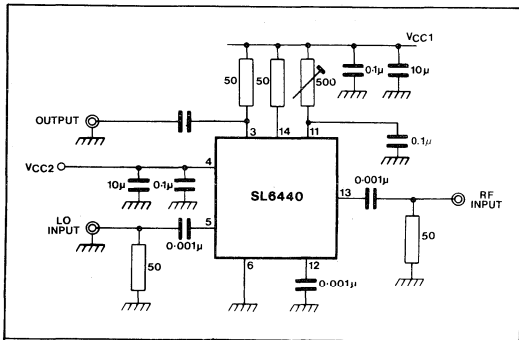 VCC1
50
50
500
0·1µ
10µ
OUTPUT
3
14
11
0.1µ
VCC2
4
10µ
0·1µ
SL6440
13
0·001µ
RF
INPUT
LO
INPUT
5
0·001µ
50
50
6
12
0·001µ